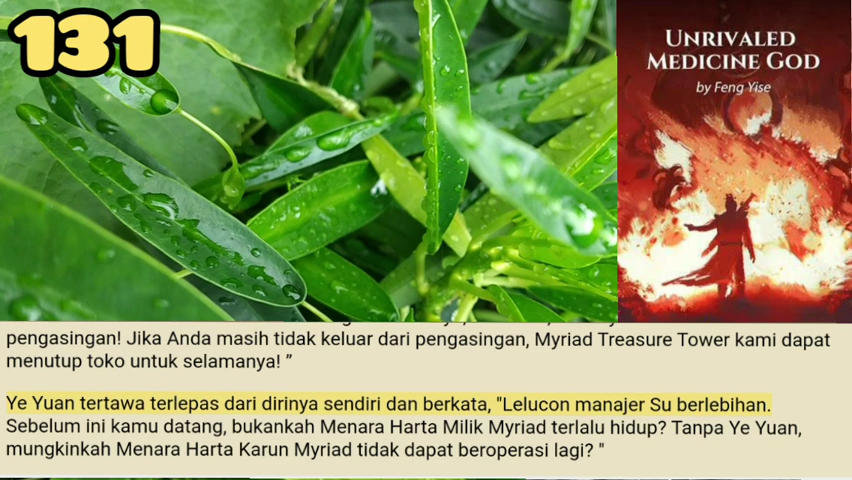 131
UNRIVALED
MEDICINE GOD
by Feng Yise
pengasingan! Jika Anda masih tidak keluar dari pengasingan, Myriad Treasure Tower kami dapat
menutup toko untuk selamanya! ”
Ye Yuan tertawa terlepas dari dirinya sendiri dan berkata, "Lelucon manajer Su berlebihan.
Sebelum ini kamu datang, bukankah Menara Harta Milik Myriad terlalu hidup? Tanpa Ye Yuan,
mungkinkah Menara Harta Karun Myriad tidak dapat beroperasi lagi? "